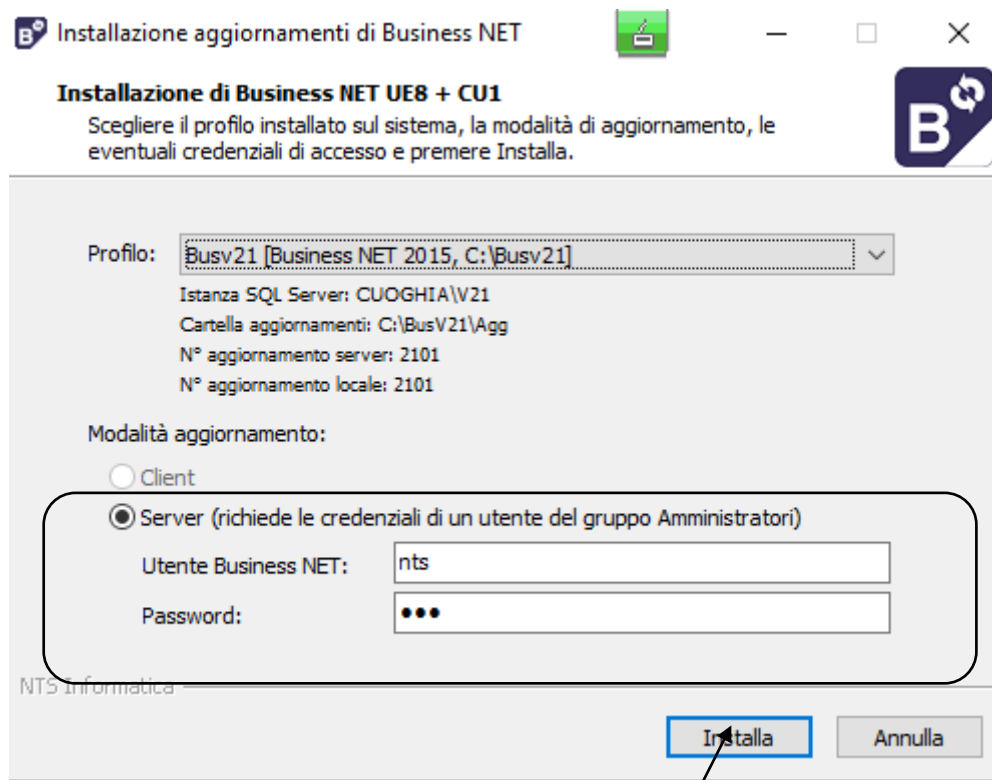 Installazione aggiornamenti di Business NET
Installazione di Business NET UE8 + CU1
Scegliere il profilo installato sul sistema, la modalità di aggiornamento, le
eventuali credenziali di accesso e premere Installa.
B
Profilo: Busv21 [Business NET 2015, C:\Busv21]
Istanza SQL Server: CUOGHIA\V21
Cartella aggiornamenti: C:\BusV21\Agg
N° aggiornamento server: 2101
N° aggiornamento locale: 2101
Modalità aggiornamento:
Client
Server (richiede le credenziali di un utente del gruppo Amministratori)
Utente Business NET: nts
Password: •••
NTS Informatica
Installa Annulla